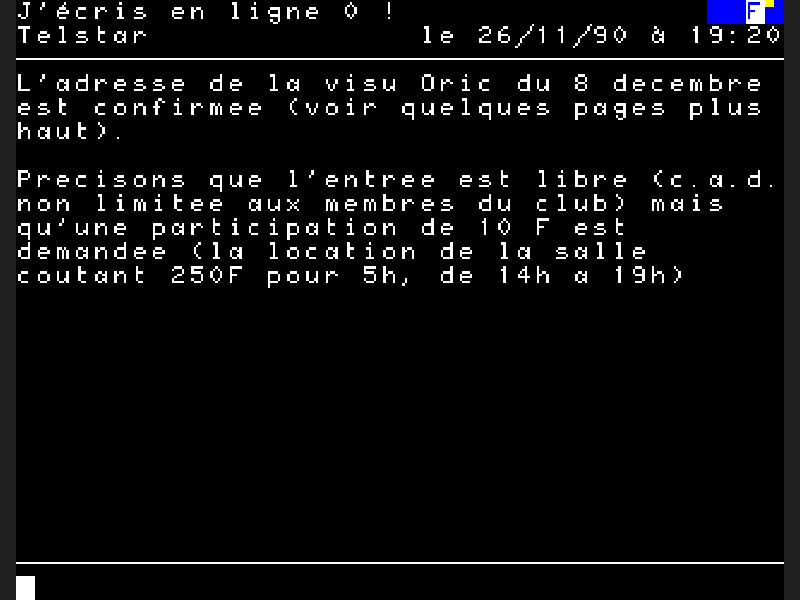 J'écris en ligne 0 ! F
Telstar le 26/11/90 à 19:20
L'adresse de la visu Oric du 8 decembre
est confirmee (voir quelques pages plus
haut).
Precisons que l'entree est libre (c.a.d.
non limitee aux membres du club) mais
qu'une participation de 10 F est
demandee (la location de la salle
coutant 250F pour 5h, de 14h a 19h)